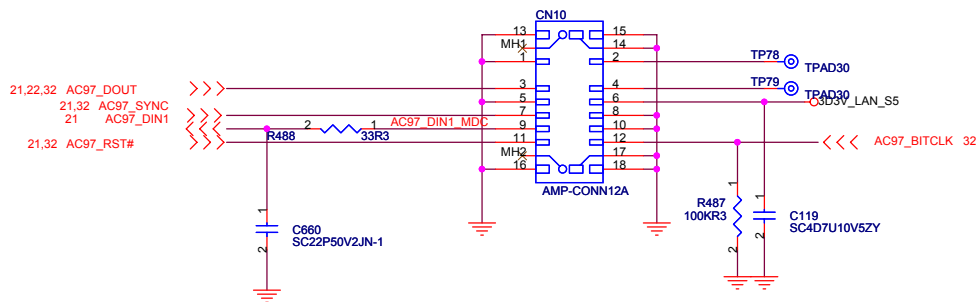 CN10
13 15
MH1 14
1 2 TP78 TPAD30
21,22,32 AC97_DOUT 3 4 TP79 TPAD30
21,32 AC97_SYNC 5 6 3D3V_LAN_S5
21 AC97_DIN1 7 8
R488 2 1 33R3 AC97_DIN1_MDC 9 10
21,32 AC97_RST# 11 12 AC97_BITCLK 32
MH2 17
16 18
AMP-CONN12A
1 C660 2 SC22P50V2JN-1
1 R487 2 100KR3
1 C119 2 SC4D7U10V5ZY